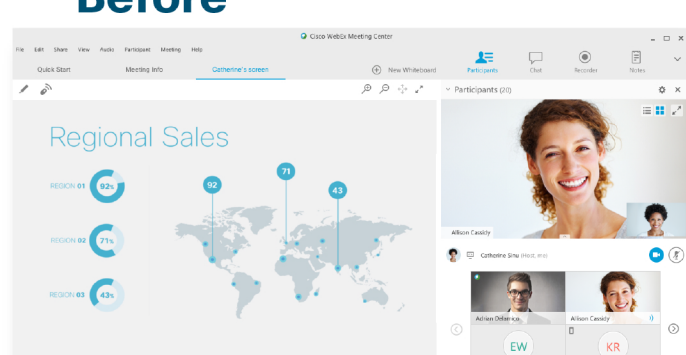 Before
Cisco WebEx Meeting Center
File Edit Share View Audio Participant Meeting Help
Quick Start Meeting Info Catherine's screen New Whiteboard
Participants Chat Recorder Notes
Participants (20)
Regional Sales
REGION 01 92%
REGION 02 71%
REGION 03 43%
92
71
43
Allison Cassidy
Catherine Sinu (Host, me)
Adrian Delamico
Allison Cassidy
EW
KR